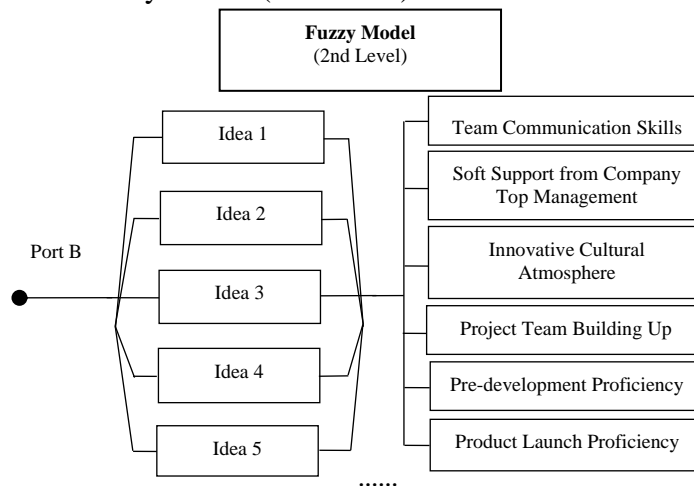 Fuzzy Model
(2nd Level)
Idea 1
Idea 2
Port B
Idea 3
Idea 4
Idea 5
Team Communication Skills
Soft Support from Company
Top Management
Innovative Cultural
Atmosphere
Project Team Building Up
Pre-development Proficiency
Product Launch Proficiency
......